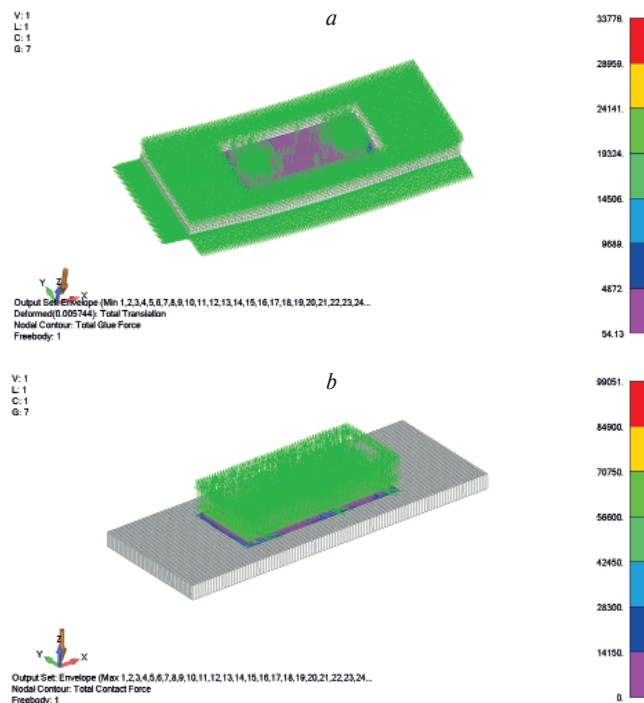 V: 1
L: 1
C: 1
G: 7
a
33776.
28959.
24141.
19324.
14506.
9689.
4872.
54.13
Y
Z
X
Output Set: Envelope (Min 1,2,3,4,5,6,7,8,9,10,11,12,13,14,15,16,17,18,19,20,21,22,23,24...
Deformed(0.005744): Total Translation
Nodal Contour: Total Glue Force
Freebody: 1
V: 1
L: 1
C: 1
G: 7
b
99051.
84900.
70750.
56600.
42450.
28300.
14150.
0.
Z
Y
X
Output Set: Envelope (Max 1,2,3,4,5,6,7,8,9,10,11,12,13,14,15,16,17,18,19,20,21,22,23,24...
Nodal Contour: Total Contact Force
Freebody: 1